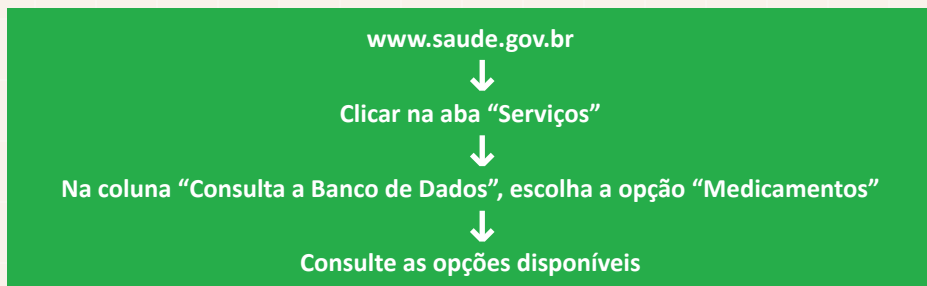 www.saude.gov.br
↓
Clicar na aba “Serviços”
↓
Na coluna “Consulta a Banco de Dados”, escolha a opção “Medicamentos”
↓
Consulte as opções disponíveis